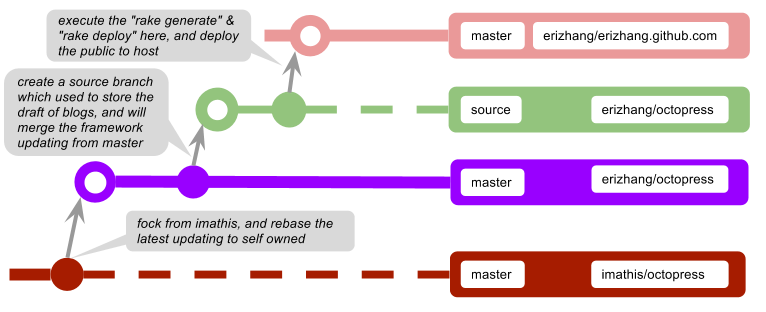 execute the "rake generate" &
"rake deploy" here, and deploy
the public to host
master
erizhang/erizhang.github.com
create a source branch
which used to store the
draft of blogs, and will
merge the framework
updating from master
source
erizhang/octopress
master
erizhang/octopress
fock from imathis, and rebase the
latest updating to self owned
master
imathis/octopress